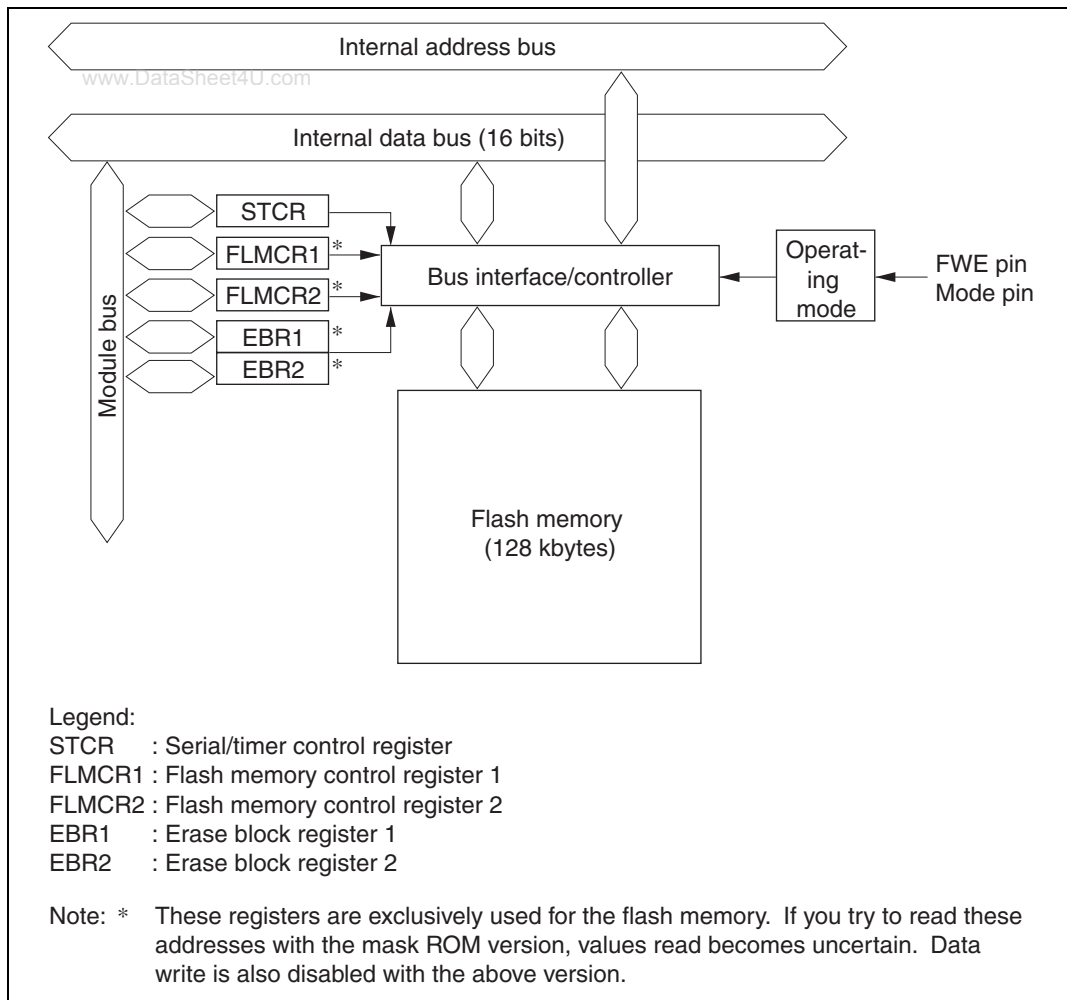 Internal address bus
www.DataSheet4U.com
Internal data bus (16 bits)
STCR
FLMCR1 *
FLMCR2 *
EBR1 *
EBR2 *
Module bus
Bus interface/controller
Operat-
ing
mode
FWE pin
Mode pin
Flash memory
(128 kbytes)
Legend:
STCR : Serial/timer control register
FLMCR1 : Flash memory control register 1
FLMCR2 : Flash memory control register 2
EBR1 : Erase block register 1
EBR2 : Erase block register 2
Note: * These registers are exclusively used for the flash memory. If you try to read these
addresses with the mask ROM version, values read becomes uncertain. Data
write is also disabled with the above version.